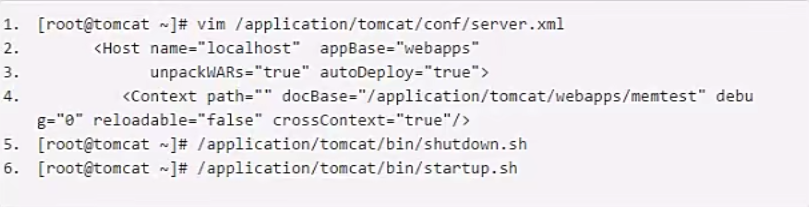 1. [root@tomcat ~]# vim /application/tomcat/conf/server.xml
2.       <Host name="localhost"  appBase="webapps"
3.             unpackWARs="true" autoDeploy="true">
4.          <Context path="" docBase="/application/tomcat/webapps/memtest" debu
g="0" reloadable="false" crossContext="true"/>
5. [root@tomcat ~]# /application/tomcat/bin/shutdown.sh
6. [root@tomcat ~]# /application/tomcat/bin/startup.sh